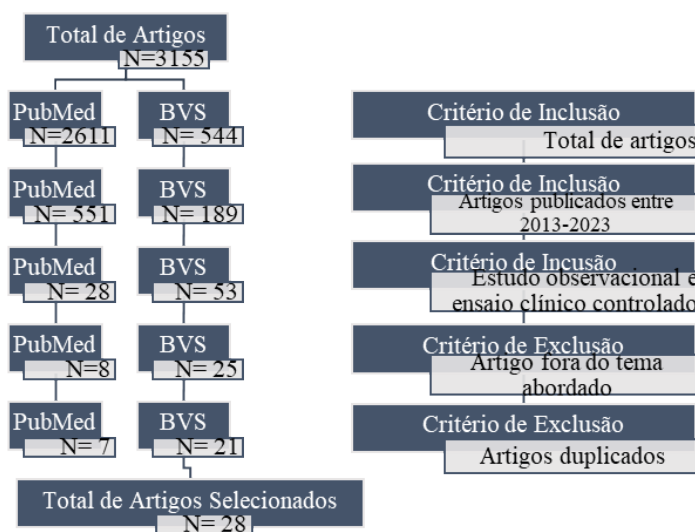 Total de Artigos
N=3155
PubMed
N=2611
BVS
N= 544
Critério de Inclusão
Total de artigos
PubMed
N= 551
BVS
N= 189
Critério de Inclusão
Artigos publicados entre
2013-2023
PubMed
N= 28
BVS
N= 53
Critério de Incusão
Estudo observacional e
ensaio clínico controlado
PubMed
N=8
BVS
N= 25
Critério de Exclusão
Artigo fora do tema
abordado
PubMed
N= 7
BVS
N= 21
Critério de Exclusão
Artigos duplicados
Total de Artigos Selecionados
N= 28